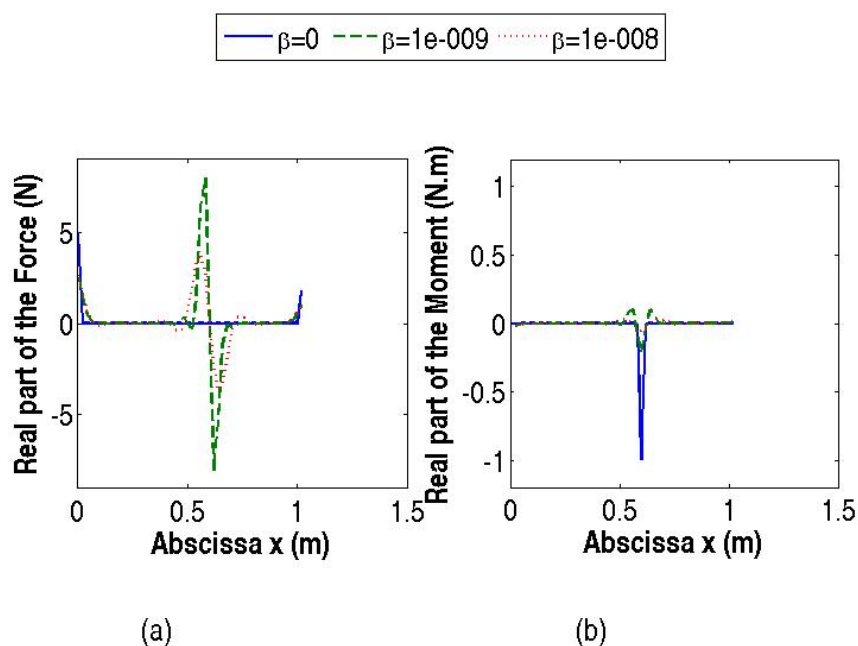 β=0 β=1e-009 β=1e-008
Real part of the Force (N)
5
0
-5
0 0.5 1 1.5
Abscissa x (m)
(a)
Real part of the Moment (N.m)
1
0.5
0
-0.5
-1
0 0.5 1 1.5
Abscissa x (m)
(b)